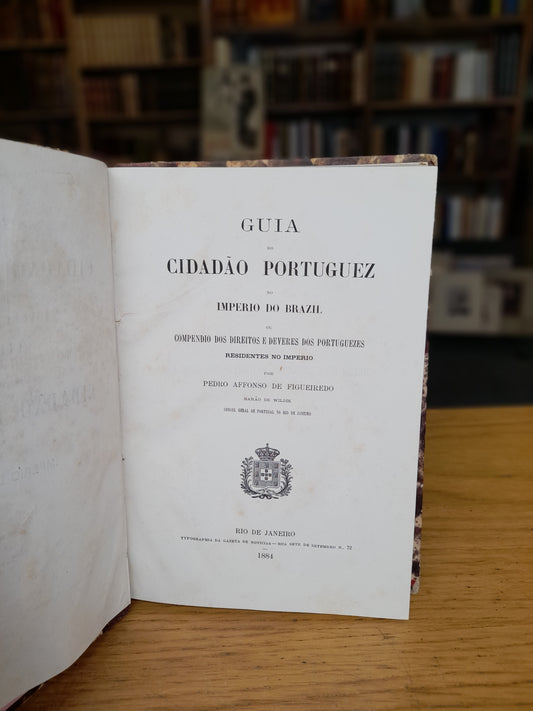 GUIA
DO
CIDADÃO PORTUGUEZ
NO
IMPERIO DO BRAZIL
OU
COMPENDIO DOS DIREITOS E DEVERES DOS PORTUGUEZES
RESIDENTES NO IMPERIO
POR
PEDRO AFFONSO DE FIGUEIREDO
BARÃO DE WILDIK
CONSUL GERAL DE PORTUGAL NO RIO DE JANEIRO
RIO DE JANEIRO
TYPOGRAPHIA DA GAZETA DE NOTICIAS — RUA SETE DE SETEMBRO N. 72
1884